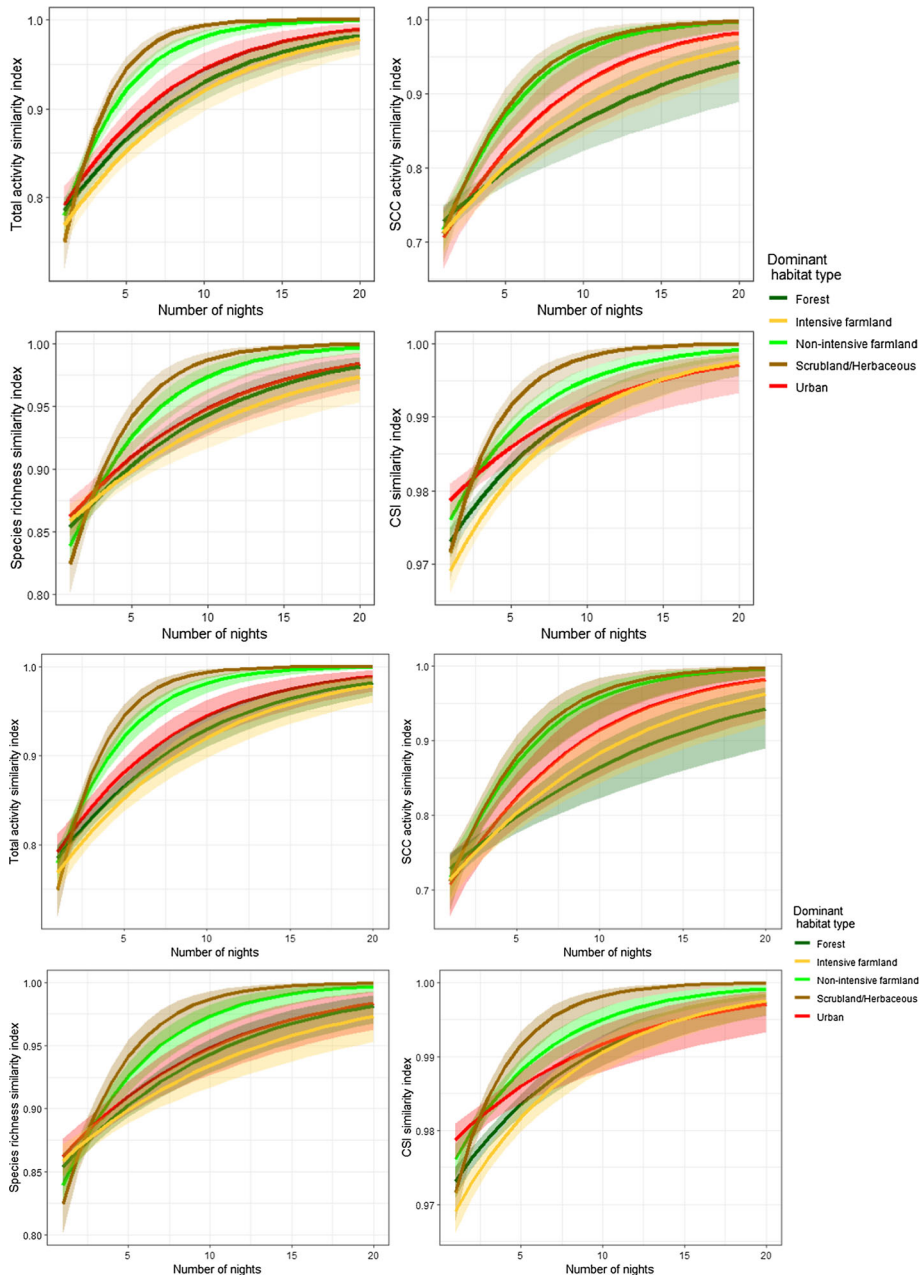 Total activity similarity index
1.0
0.9
0.8
5
10
15
20
Number of nights
SCC activity similarity index
1.0
0.9
0.8
0.7
5
10
15
20
Number of nights
Species richness similarity index
1.00
0.95
0.90
0.85
0.80
5
10
15
20
Number of nights
CSI similarity index
1.00
0.99
0.98
0.97
5
10
15
20
Number of nights
Dominant
habitat type
Forest
Intensive farmland
Non-intensive farmland
Scrubland/Herbaceous
Urban
Total activity similarity index
1.0
0.9
0.8
5
10
15
20
Number of nights
SCC activity similarity index
1.0
0.9
0.8
0.7
5
10
15
20
Number of nights
Species richness similarity index
1.00
0.95
0.90
0.85
0.80
5
10
15
20
Number of nights
CSI similarity index
1.00
0.99
0.98
0.97
5
10
15
20
Number of nights
Dominant
habitat type
Forest
Intensive farmland
Non-intensive farmland
Scrubland/Herbaceous
Urban